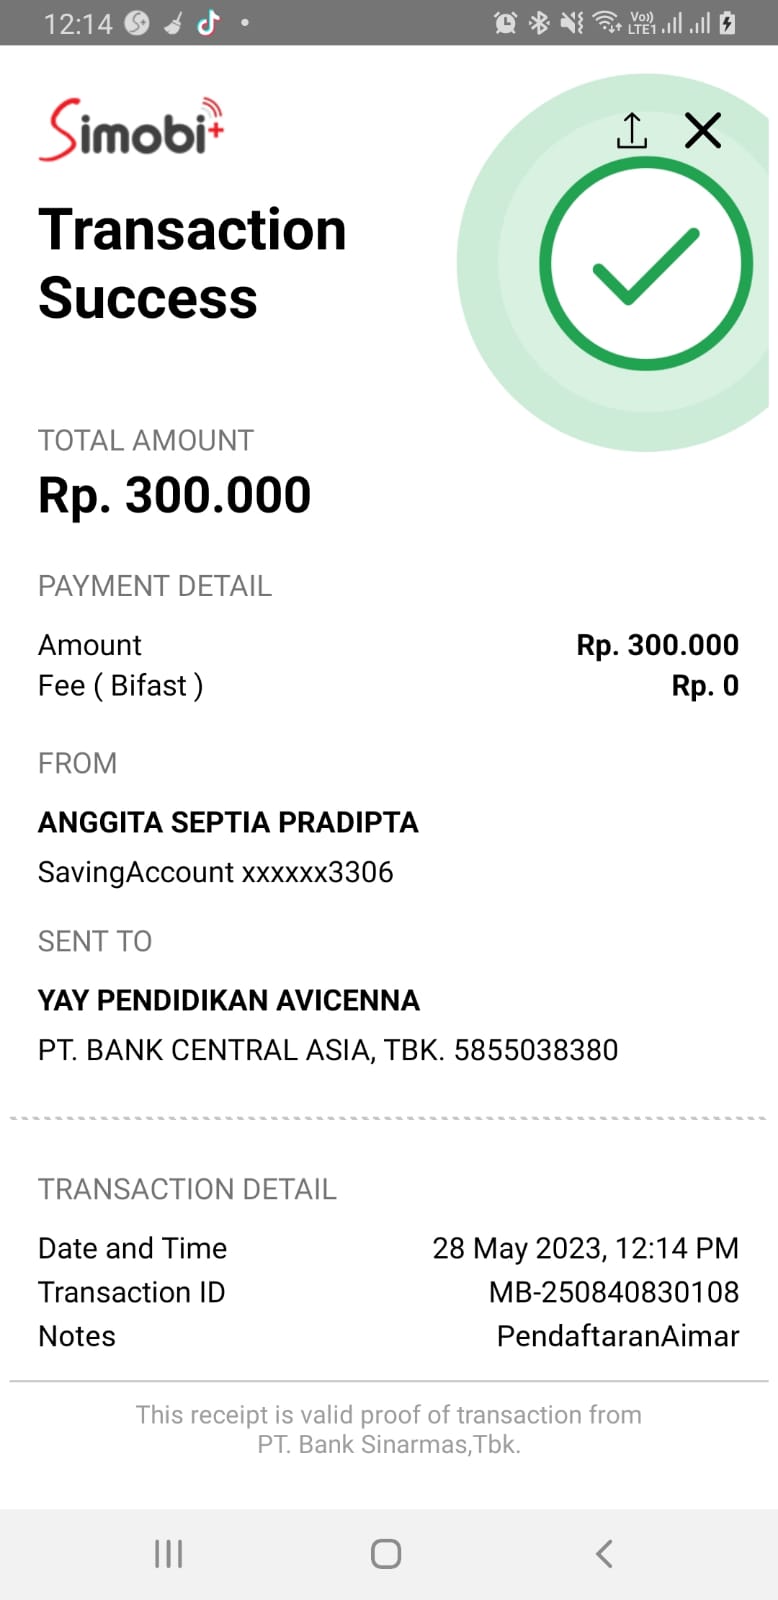 12:14
Vo))
LTE1
Simobi+
Transaction
Success
TOTAL AMOUNT
Rp. 300.000
PAYMENT DETAIL
Amount Rp. 300.000
Fee ( Bifast ) Rp. 0
FROM
ANGGITA SEPTIA PRADIPTA
SavingAccount xxxxxx3306
SENT TO
YAY PENDIDIKAN AVICENNA
PT. BANK CENTRAL ASIA, TBK. 5855038380
TRANSACTION DETAIL
Date and Time 28 May 2023, 12:14 PM
Transaction ID MB-250840830108
Notes PendaftaranAimar
This receipt is valid proof of transaction from
PT. Bank Sinarmas,Tbk.